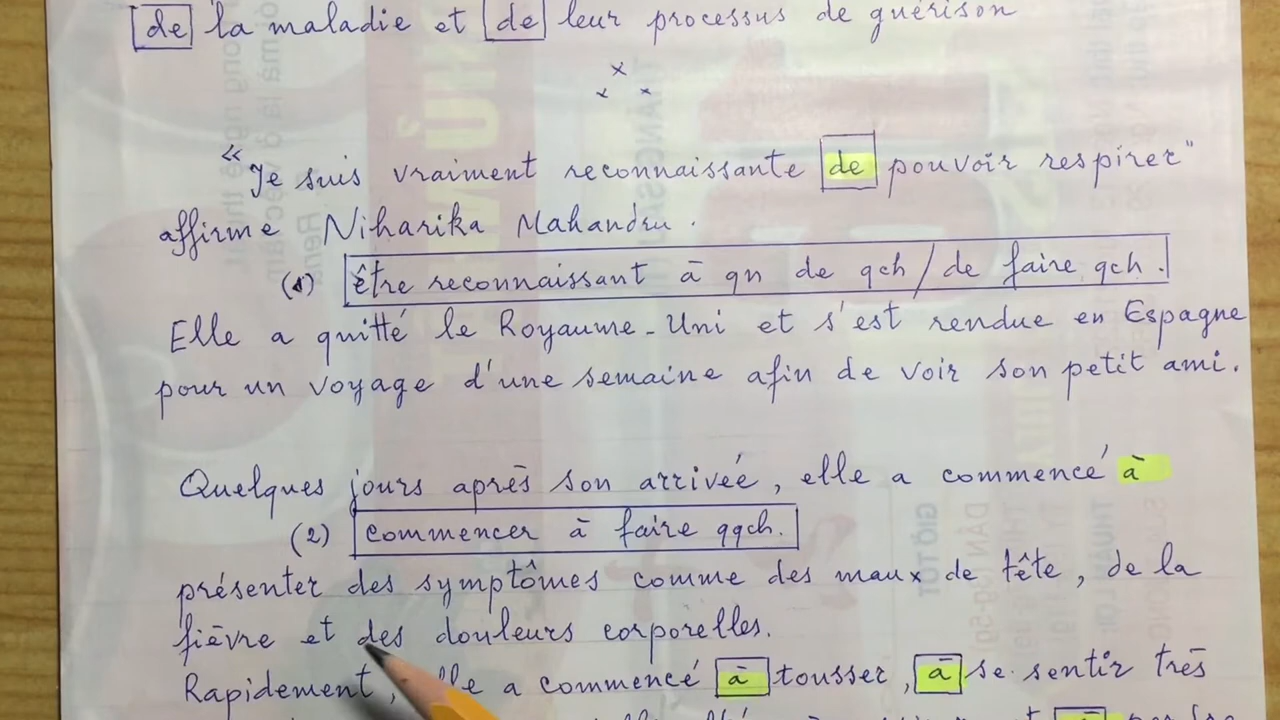 de la maladie et de leur processus de guérison
« Je suis vraiment reconnaissante de pouvoir respirer"
affirme Niharika Mahandru.
(1) être reconnaissant à qn de qch / de faire qch.
Elle a quitté le Royaume-Uni et s'est rendue en Espagne
pour un voyage d'une semaine afin de voir son petit ami.
Quelques jours après son arrivée, elle a commencé à
(2) commencer à faire qqch.
présenter des symptômes comme des maux de tête, de la
fièvre et des douleurs corporelles.
Rapidement, elle a commencé à tousser, à se sentir très